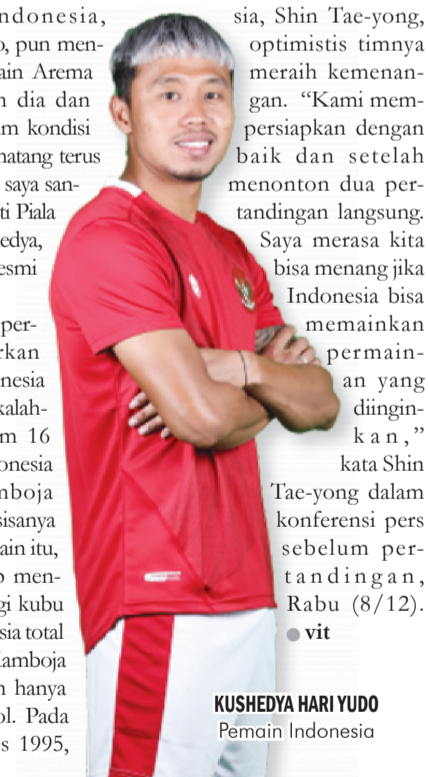 ndonesia,
, pun men-
ain Arema
dia dan
m kondisi
natang terus
saya san-
ti Piala
edya,
esmi
per-
rkan
nesia
kalah-
m 16
onesia
mboja
sisanya
ain itu,
men-
gi kubu
sia total
Kamboja
hanya
ol. Pada
s 1995,
sia, Shin Tae-yong,
optimistis timnya
meraih kemenan-
gan. “Kami mem-
persiapkan dengan
baik dan setelah
menonton dua per-
tandingan langsung.
Saya merasa kita
bisa menang jika
Indonesia bisa
memainkan
permain-
an yang
diingin-
kan,”
kata Shin
Tae-yong dalam
konferensi pers
sebelum per-
tandingan,
Rabu (8/12).
● vit
KUSHEDYA HARI YUDO
Pemain Indonesia